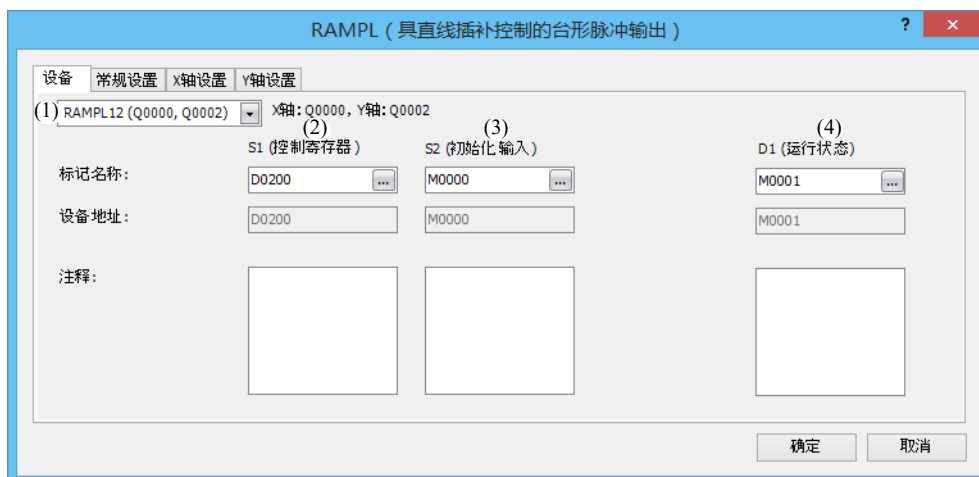 RAMPL（具直线插补控制的台形脉冲输出）
? ×
设备 常规设置 X轴设置 Y轴设置
(1) RAMPL12 (Q0000, Q0002) X轴: Q0000, Y轴: Q0002
(2) (3) (4)
S1 (控制寄存器) S2 (初始化输入) D1 (运行状态)
标记名称: D0200 ... M0000 ... M0001 ...
设备地址: D0200 M0000 M0001
注释:
确定 取消